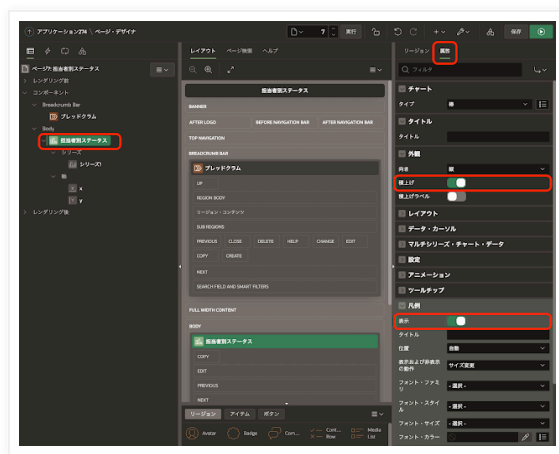 アプリケーション274 \ ページ・デザイナ
7
実行
保存
レイアウト ページ検索 ヘルプ
リージョン 属性
ページ7: 担当者別ステータス
レンダリング前
コンポーネント
Breadcrumb Bar
ブレッドクラム
Body
担当者別ステータス
シリーズ
シリーズ1
軸
x
y
レンダリング後
担当者別ステータス
BANNER
AFTER LOGO BEFORE NAVIGATION BAR AFTER NAVIGATION BAR
TOP NAVIGATION
BREADCRUMB BAR
ブレッドクラム
UP
REGION BODY
リージョン・コンテンツ
SUB REGIONS
PREVIOUS CLOSE DELETE HELP CHANGE EDIT
COPY CREATE
NEXT
SEARCH FIELD AND SMART FILTERS
FULL WIDTH CONTENT
BODY
担当者別ステータス
COPY
EDIT
PREVIOUS
NEXT
リージョン アイテム ボタン
Avatar Badge Com... Cont... Row Media List
フィルタ
チャート
タイプ 棒
タイトル
タイトル
外観
向き 縦
積上げ
積上げラベル
レイアウト
データ・カーソル
マルチシリーズ・チャート・データ
設定
アニメーション
ツールチップ
凡例
表示
タイトル
位置 自動
表示および非表示の動作 サイズ変更
フォント・ファミリ - 選択 -
フォント・スタイル - 選択 -
フォント・サイズ - 選択 -
フォント・カラー